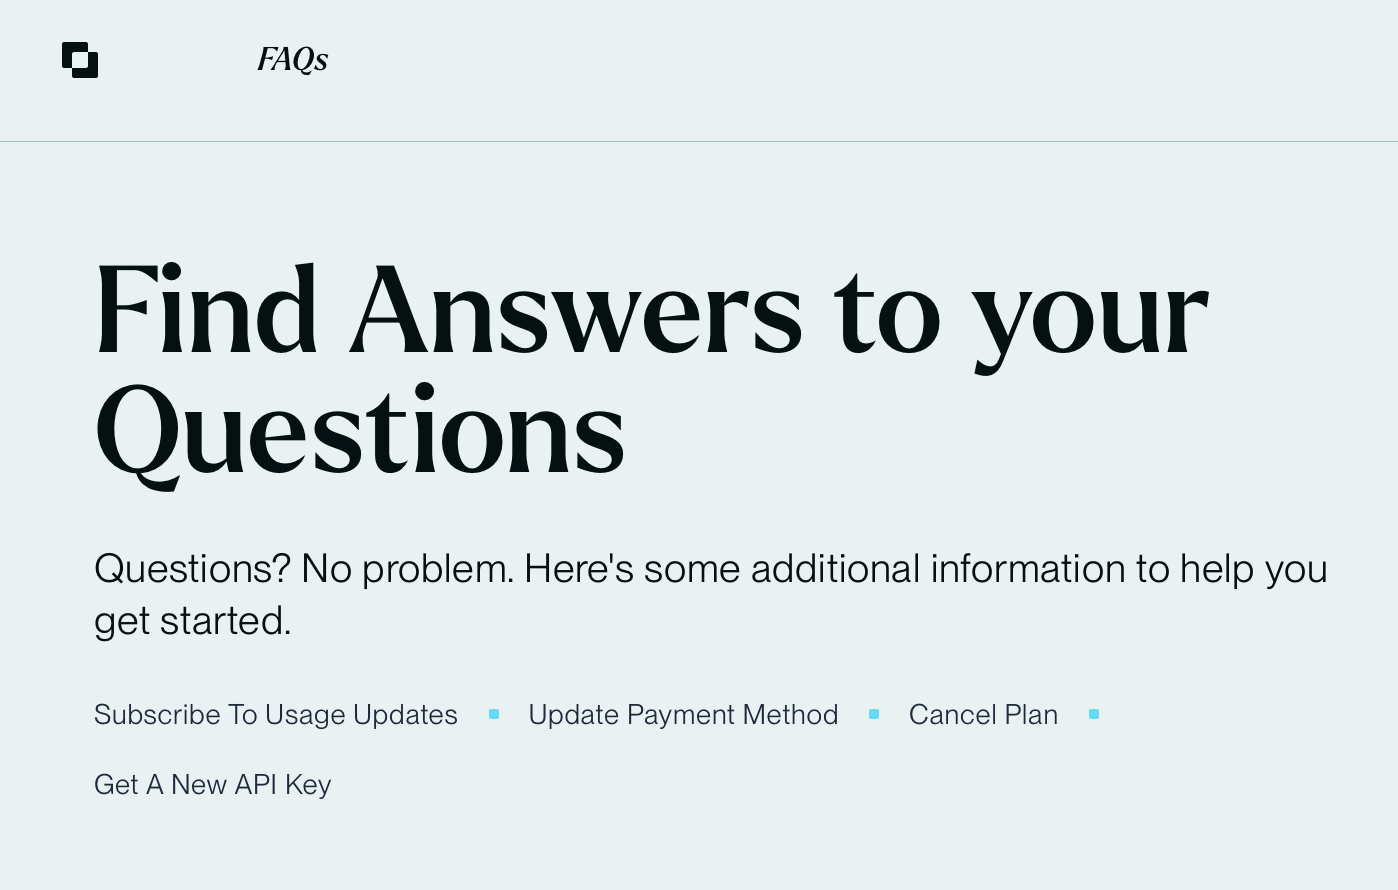 FAQs
Find Answers to your
Questions
Questions? No problem. Here's some additional information to help you
get started.
Subscribe To Usage Updates Update Payment Method Cancel Plan
Get A New API Key